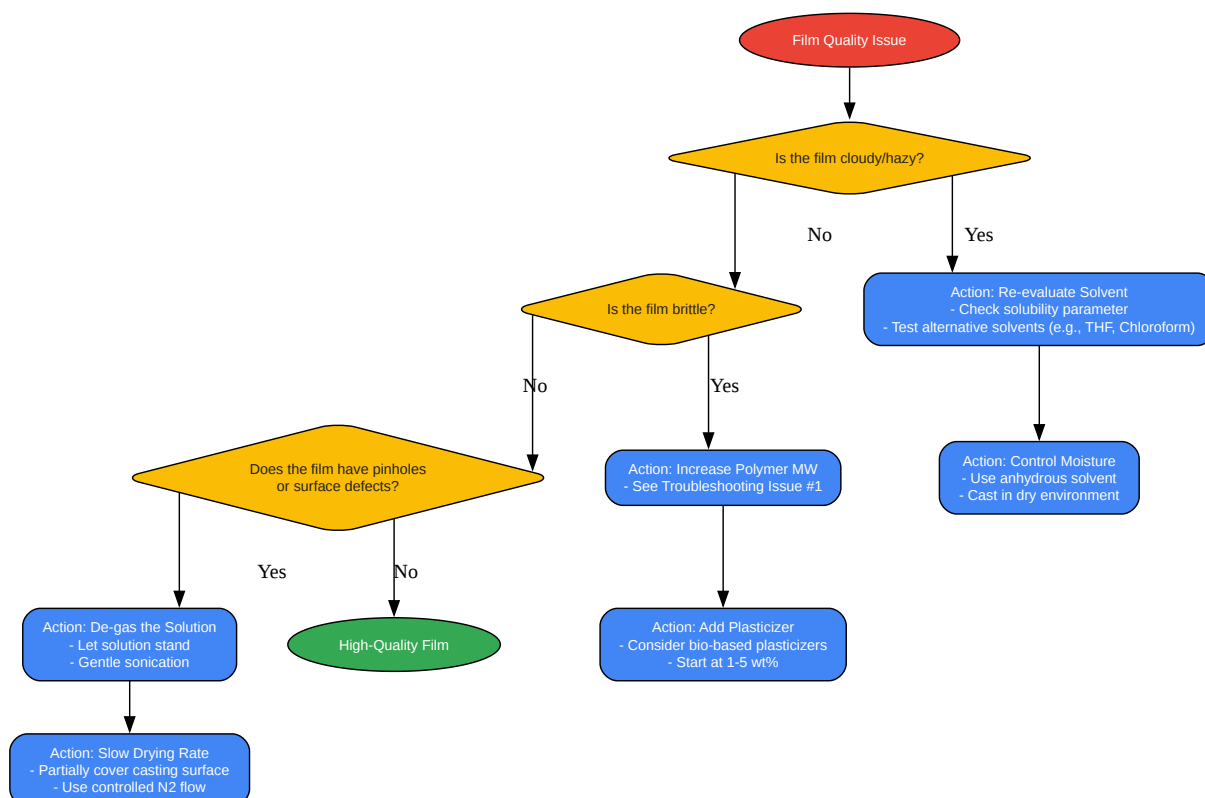 Film Quality Issue
Is the film cloudy/hazy?
No
Yes
Action: Re-evaluate Solvent
- Check solubility parameter
- Test alternative solvents (e.g., THF, Chloroform)
Is the film brittle?
No
Yes
Action: Control Moisture
- Use anhydrous solvent
- Cast in dry environment
Does the film have pinholes
or surface defects?
Action: Increase Polymer MW
- See Troubleshooting Issue #1
Yes
No
Action: De-gas the Solution
- Let solution stand
- Gentle sonication
High-Quality Film
Action: Add Plasticizer
- Consider bio-based plasticizers
- Start at 1-5 wt%
Action: Slow Drying Rate
- Partially cover casting surface
- Use controlled N2 flow